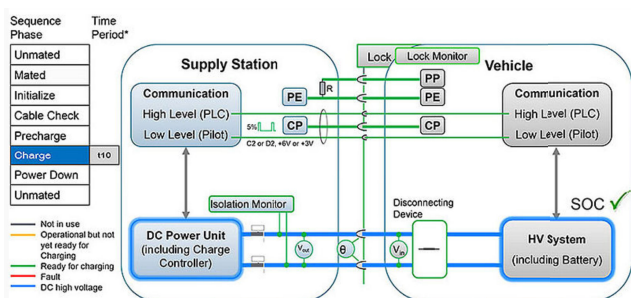 Sequence Phase
Time Period*
Unmated
Mated
Initialize
Cable Check
Precharge
Charge t10
Power Down
Unmated
Not in use
Operational but not yet ready for Charging
Ready for charging
Fault
DC high voltage
Supply Station
Communication
High Level (PLC)
Low Level (Pilot)
PE
R
5%
CP
C2 or D2, +6V or +3V
Isolation Monitor
DC Power Unit
(including Charge Controller)
Vout
θ
Vin
Lock
Lock Monitor
Vehicle
PP
PE
CP
Communication
High Level (PLC)
Low Level (Pilot)
Disconnecting Device
SOC
HV System
(including Battery)